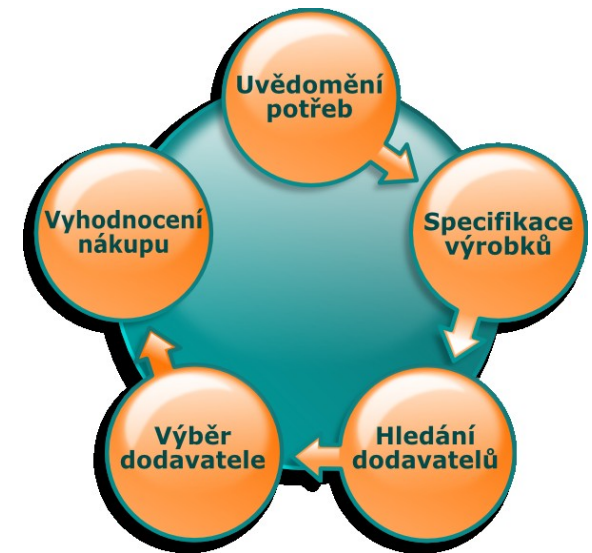 Uvědomění
potřeb
Specifikace
výrobků
Hledání
dodavatelů
Výběr
dodavatele
Vyhodnocení
nákupu